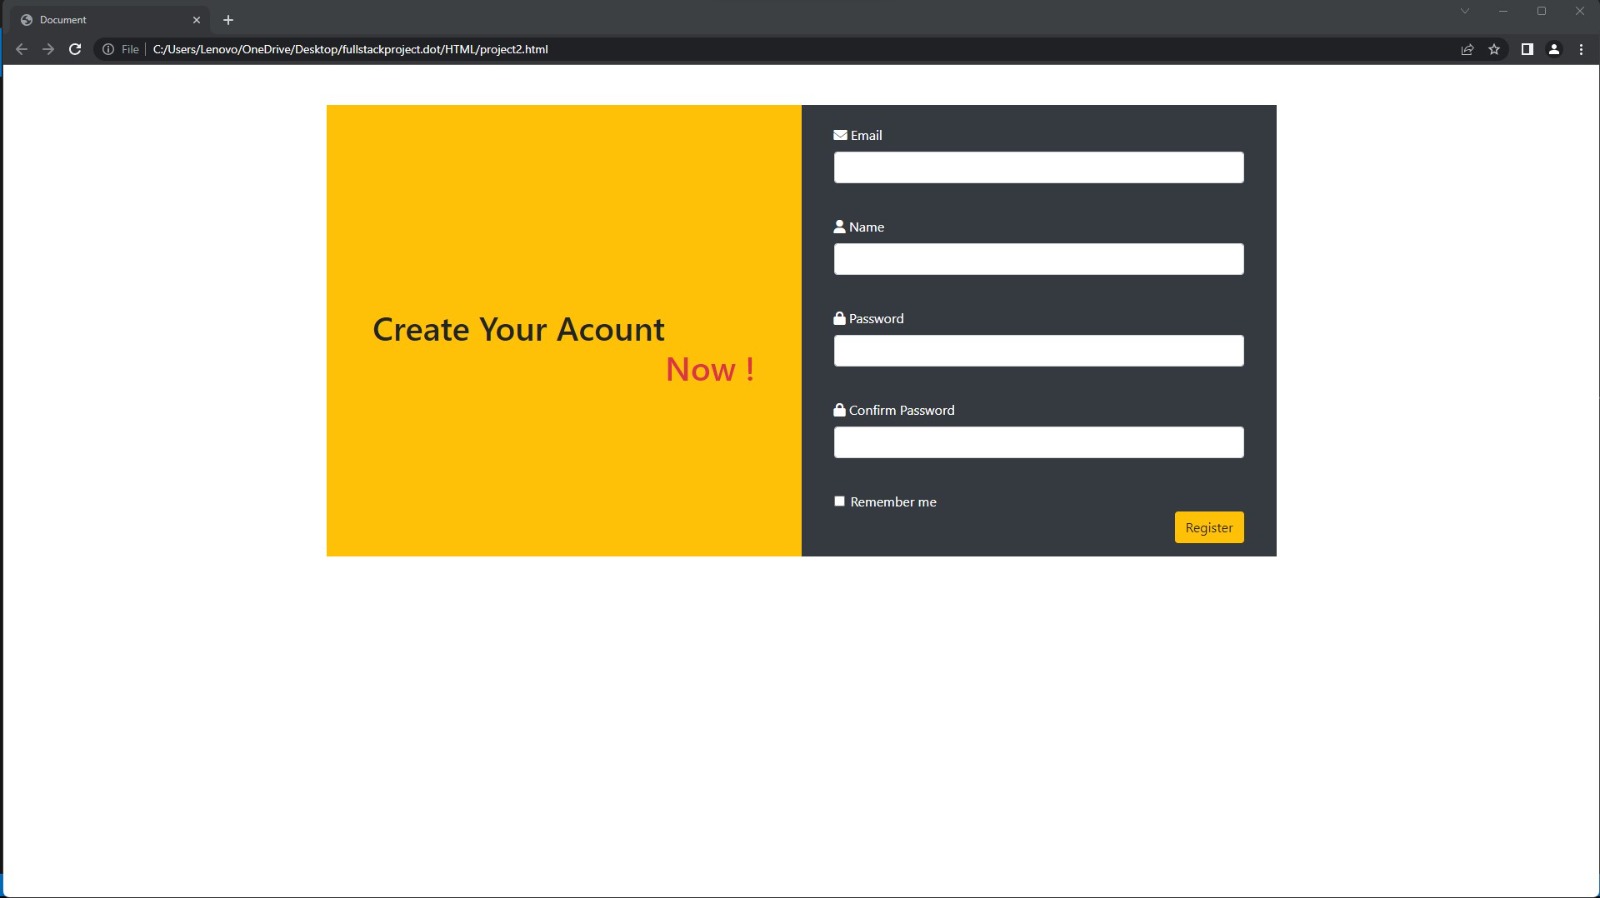 Document
File
C:/Users/Lenovo/OneDrive/Desktop/fullstackproject.dot/HTML/project2.html
Create Your Acount
Now !
Email
Name
Password
Confirm Password
Remember me
Register